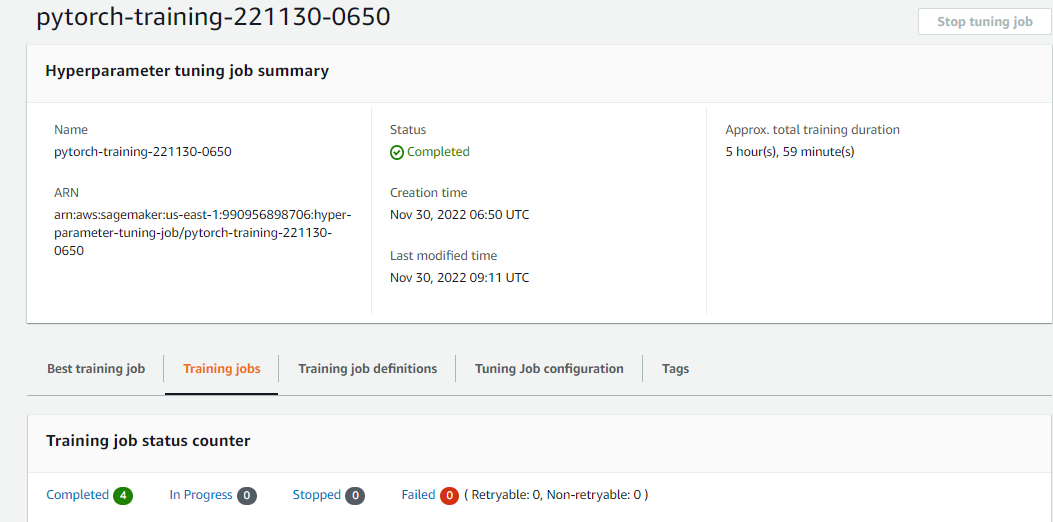 pytorch-training-221130-0650
Stop tuning job
Hyperparameter tuning job summary
Name
pytorch-training-221130-0650
ARN
arn:aws:sagemaker:us-east-1:990956898706:hyper-
parameter-tuning-job/pytorch-training-221130-
0650
Status
Completed
Creation time
Nov 30, 2022 06:50 UTC
Last modified time
Nov 30, 2022 09:11 UTC
Approx. total training duration
5 hour(s), 59 minute(s)
Best training job
Training jobs
Training job definitions
Tuning Job configuration
Tags
Training job status counter
Completed 4 In Progress 0 Stopped 0 Failed 0 ( Retryable: 0, Non-retryable: 0 )